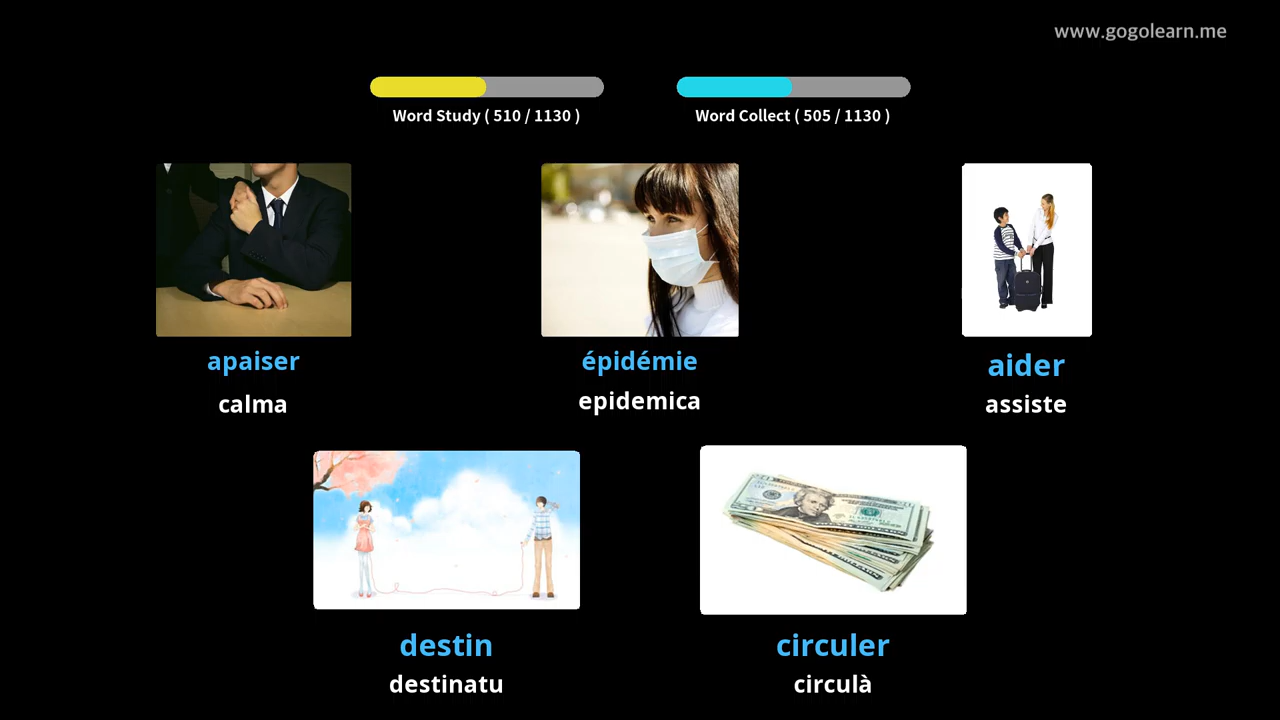 www.gogolearn.me
Word Study ( 510 / 1130 )
Word Collect ( 505 / 1130 )
apaiser
calma
épidémie
epidemica
aider
assiste
destin
destinatu
circuler
circulà